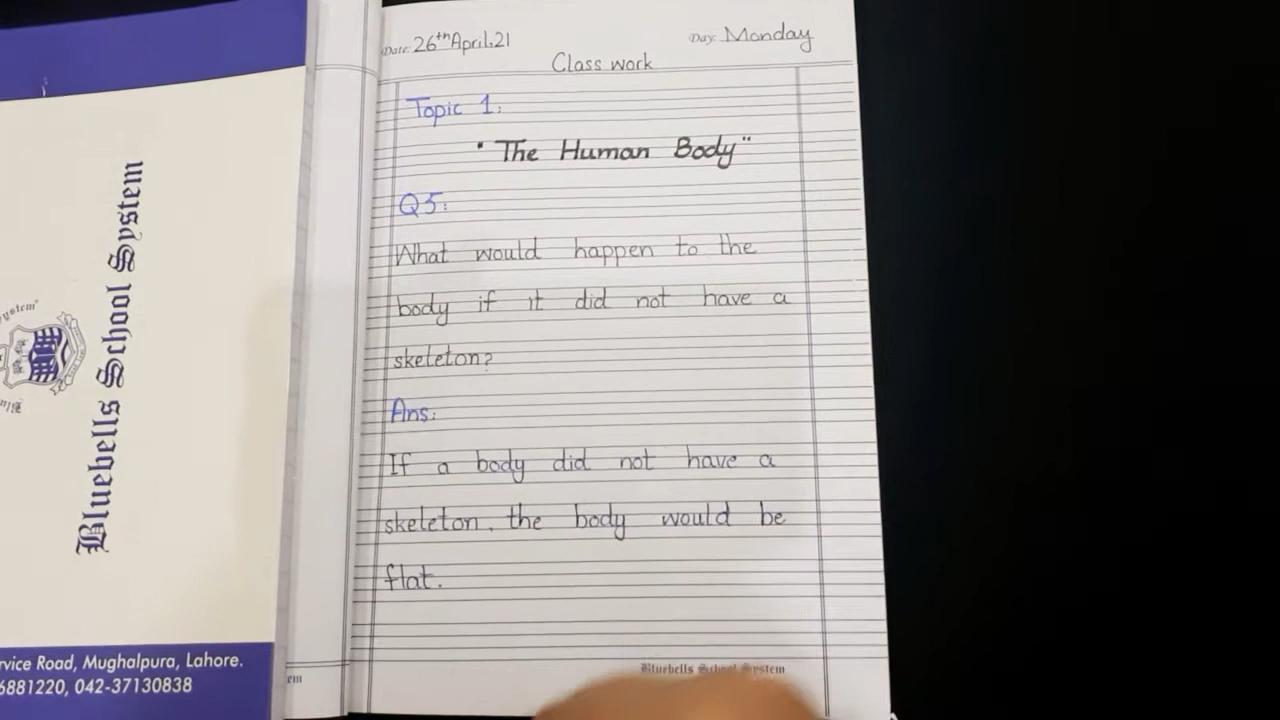 Bluebells School System
ystem
rvice Road, Mughalpura, Lahore.
6881220, 042-37130838
em
Date: 26th April,21
Day: Monday
Class work
Topic 1:
"The Human Body"
Q5:
What would happen to the
body if it did not have a
skeleton?
Ans:
If a body did not have a
skeleton, the body would be
flat.
Bluebells School System